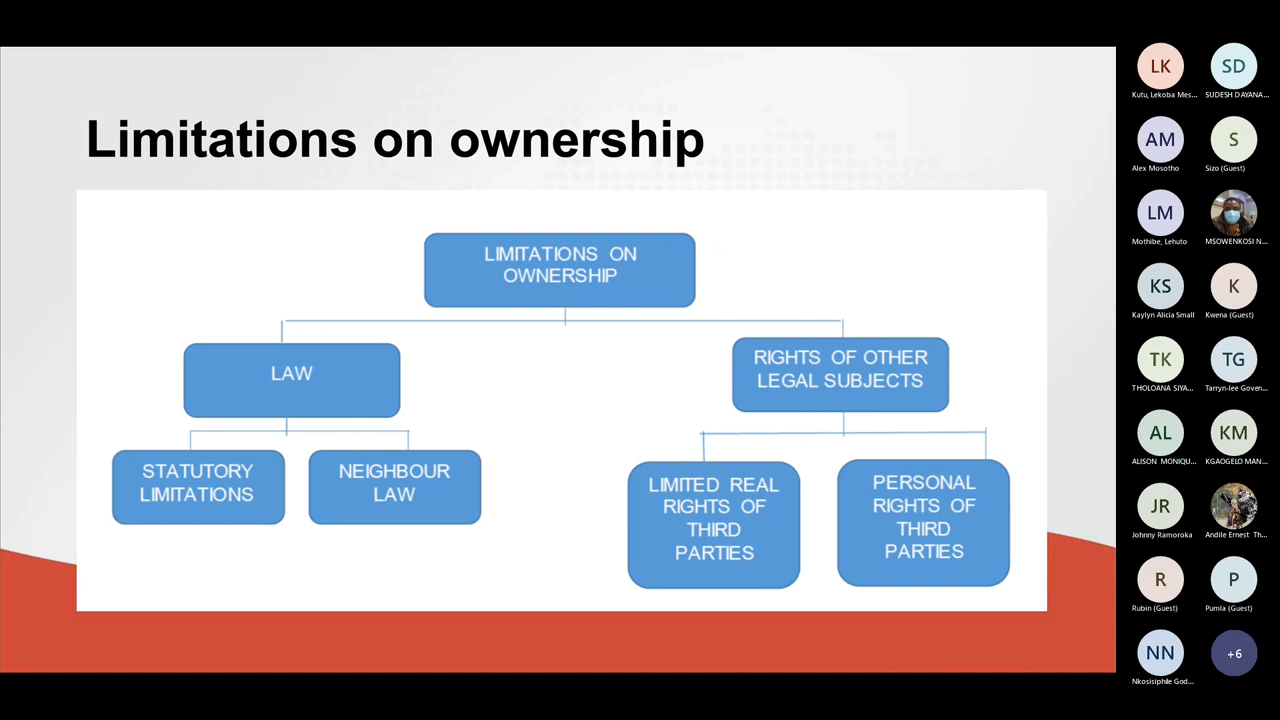 Limitations on ownership
LIMITATIONS ON
OWNERSHIP
LAW
RIGHTS OF OTHER
LEGAL SUBJECTS
STATUTORY
LIMITATIONS
NEIGHBOUR
LAW
LIMITED REAL
RIGHTS OF
THIRD
PARTIES
PERSONAL
RIGHTS OF
THIRD
PARTIES
LK
Kutu, Lekoba Mes...
SD
SUDESH DAYANA...
AM
Alex Mosotho
S
Sizo (Guest)
LM
Mothibe, Lehuto
MSOWENKOSI N...
KS
Kaylyn Alicia Small
K
Kwena (Guest)
TK
THOLOANA SIYA...
TG
Tarryn-lee Goven...
AL
ALISON MONIQU...
KM
KGAOGELO MAN...
JR
Johnny Ramoroka
Andile Ernest Th...
R
Rubin (Guest)
P
Pumla (Guest)
NN
Nkosisiphile God...
+6